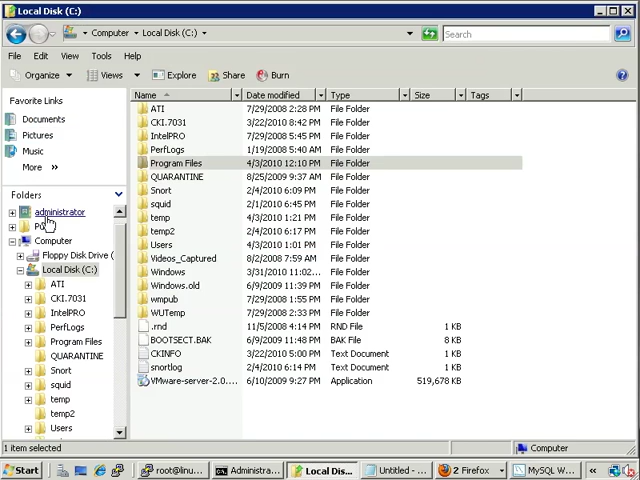 Local Disk (C:)
Computer
Local Disk (C:)
Search
File
Edit
View
Tools
Help
Organize
Views
Explore
Share
Burn
Favorite Links
Documents
Pictures
Music
More »
Folders
administrator
Computer
Floppy Disk Drive (
Local Disk (C:)
ATI
CKI.7031
IntelPRO
PerfLogs
Program Files
QUARANTINE
Snort
squid
temp
temp2
Users
Name Date modified Type Size Tags
ATI 7/29/2008 2:28 PM File Folder
CKI.7031 3/22/2010 8:42 PM File Folder
IntelPRO 7/29/2008 2:35 PM File Folder
PerfLogs 1/19/2008 5:40 AM File Folder
Program Files 4/3/2010 12:10 PM File Folder
QUARANTINE 8/25/2009 9:37 AM File Folder
Snort 2/4/2010 6:09 PM File Folder
squid 2/4/2010 6:45 PM File Folder
temp 4/3/2010 1:21 PM File Folder
temp2 2/4/2010 6:17 PM File Folder
Users 4/3/2010 1:01 PM File Folder
Videos_Captured 8/2/2008 7:59 AM File Folder
Windows 3/31/2010 11:02... File Folder
Windows.old 6/9/2009 11:39 PM File Folder
wmpub 7/29/2008 1:55 PM File Folder
WUTemp 7/29/2008 2:33 PM File Folder
.rnd 11/5/2008 4:14 PM RND File 1 KB
BOOTSECT.BAK 6/9/2009 11:48 PM BAK File 8 KB
CKINFO 3/22/2010 5:00 PM Text Document 1 KB
snortlog 2/4/2010 6:14 PM Text Document 1 KB
VMware-server-2.0.... 6/10/2009 9:27 PM Application 519,678 KB
1 item selected
Computer
Start
root@linu...
Administra...
Local Dis...
Untitled - ...
2 Firefox
MySQL W...
«